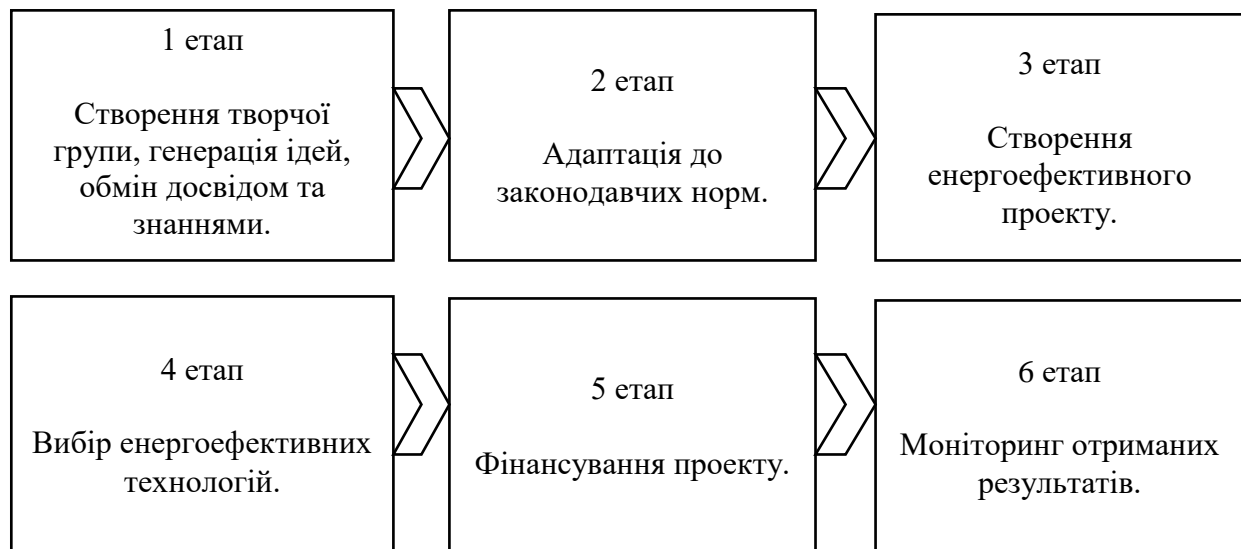 1 етап
Створення творчої
групи, генерація ідей,
обмін досвідом та
знаннями.
2 етап
Адаптація до
законодавчих норм.
3 етап
Створення
енергоефективного
проекту.
4 етап
Вибір енергоефективних
технологій.
5 етап
Фінансування проекту.
6 етап
Моніторинг отриманих
результатів.